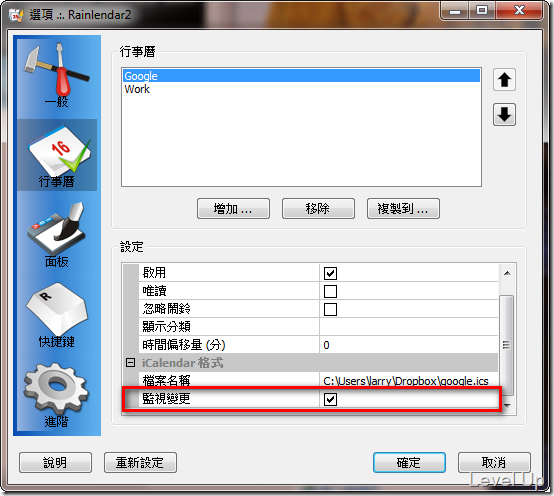 選項 .:. Rainlendar2
一般
行事曆
面板
快捷鍵
進階
行事曆
Google
Work
增加 ...
移除
複製到 ...
設定
啟用
唯讀
忽略鬧鈴
顯示分類
時間偏移量 (分) 0
iCalendar 格式
檔案名稱 C:\Users\larry\Dropbox\google.ics
監視變更
說明
重新設定
確定
取消
LeveL Up